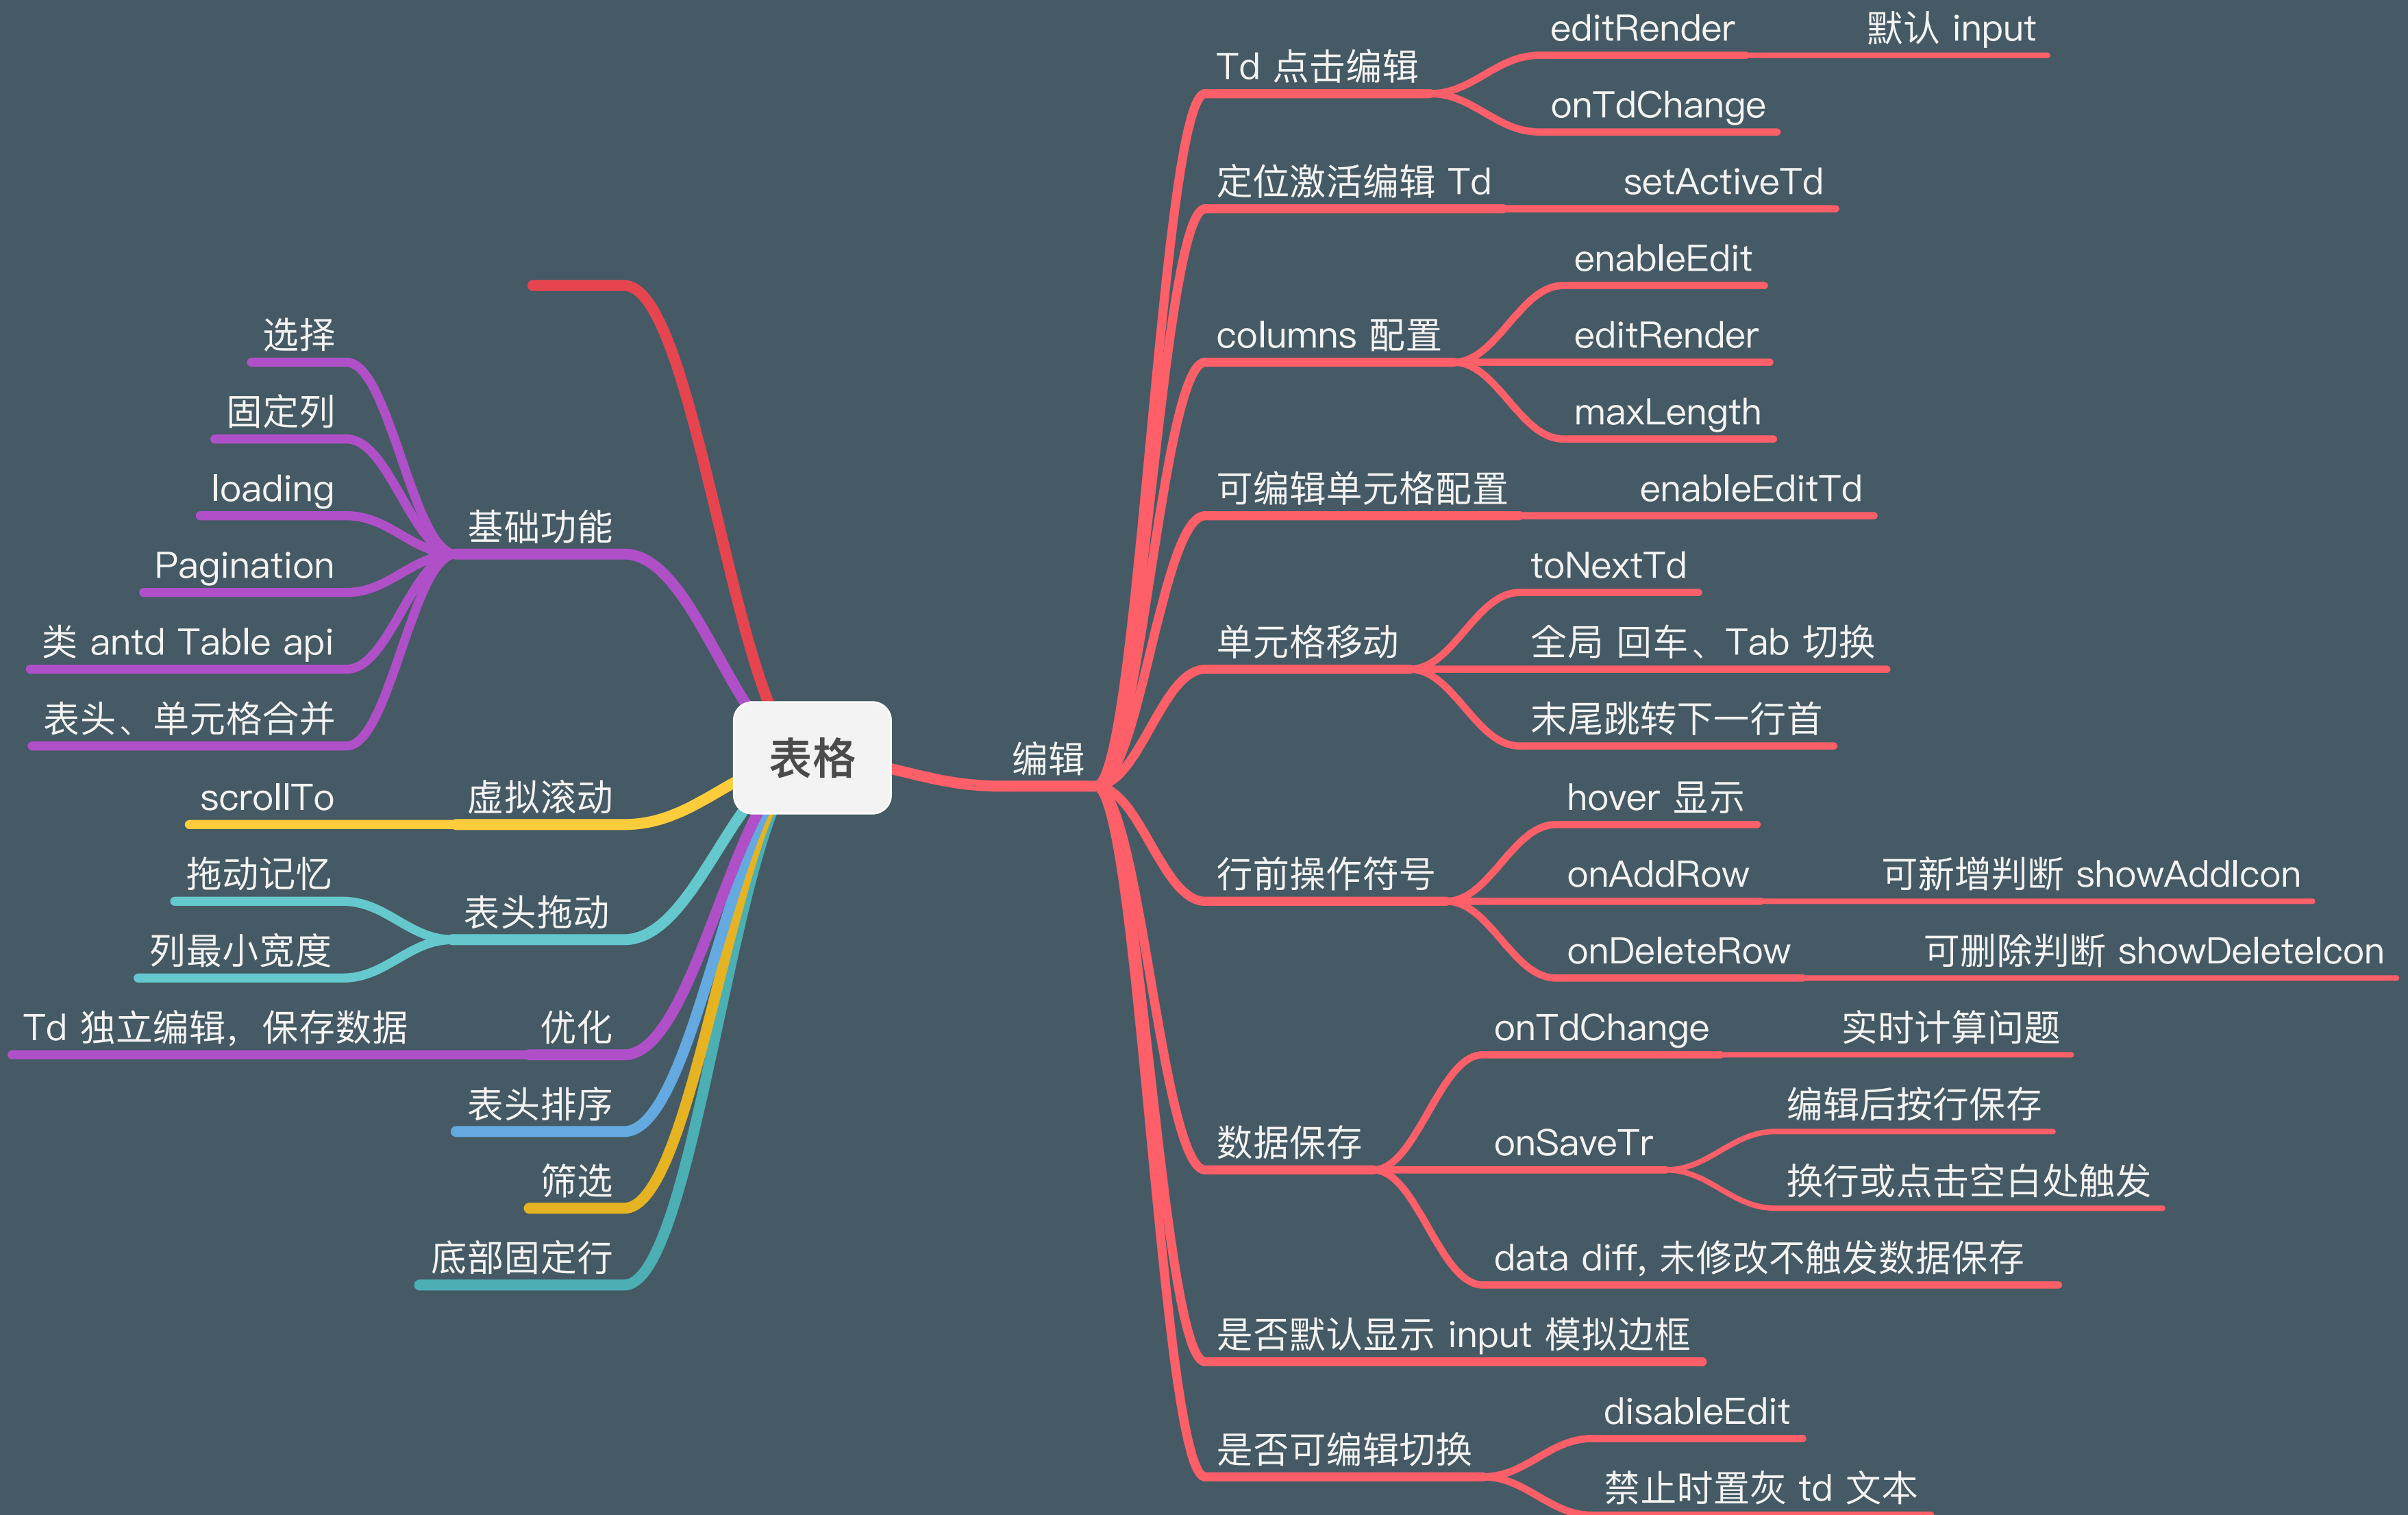 表格
编辑
Td 点击编辑
editRender
默认 input
onTdChange
定位激活编辑 Td
setActiveTd
columns 配置
enableEdit
editRender
maxLength
可编辑单元格配置
enableEditTd
单元格移动
toNextTd
全局 回车、Tab 切换
末尾跳转下一行首
行前操作符号
hover 显示
onAddRow
可新增判断 showAddIcon
onDeleteRow
可删除判断 showDeleteIcon
数据保存
onTdChange
实时计算问题
onSaveTr
编辑后按行保存
换行或点击空白处触发
data diff, 未修改不触发数据保存
是否默认显示 input 模拟边框
是否可编辑切换
disableEdit
禁止时置灰 td 文本
基础功能
选择
固定列
loading
Pagination
类 antd Table api
表头、单元格合并
虚拟滚动
scrollTo
表头拖动
拖动记忆
列最小宽度
优化
Td 独立编辑，保存数据
表头排序
筛选
底部固定行